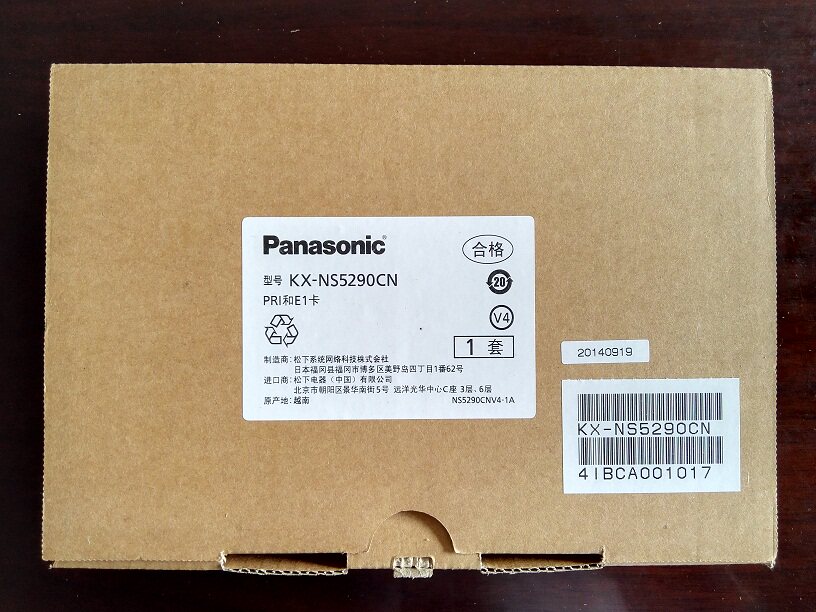 Panasonic®
合格
型号 KX-NS5290CN
20
PRI和E1卡
V4
1 套
制造商: 松下系统网络科技株式会社
日本福冈县福冈市博多区美野岛四丁目1番62号
进口商: 松下电器（中国）有限公司
北京市朝阳区景华南街5号 远洋光华中心C座 3层、6层
原产地: 越南
NS5290CNV4-1A
20140919
KX-NS5290CN
4IBCA001017